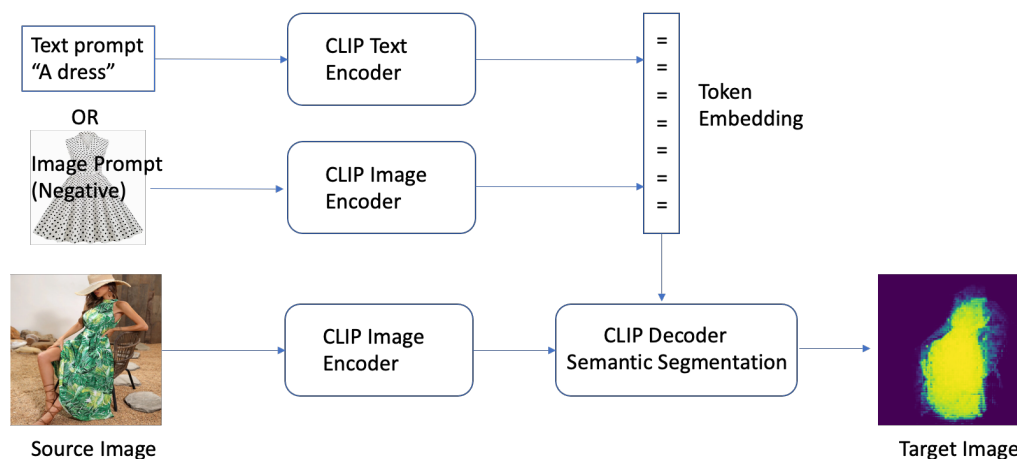 Text prompt
“A dress”
OR
Image Prompt
(Negative)
CLIP Text
Encoder
CLIP Image
Encoder
=
=
=
=
=
=
=
Token
Embedding
CLIP Image
Encoder
CLIP Decoder
Semantic Segmentation
Source Image
Target Image